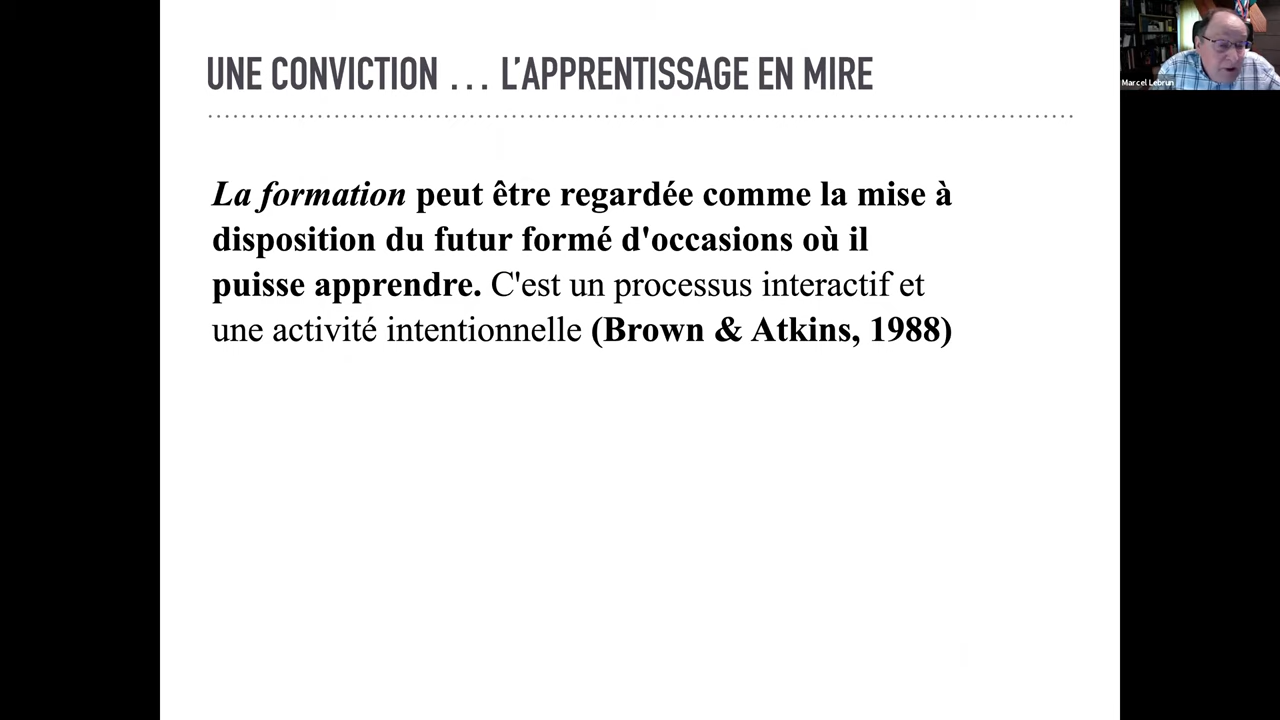 UNE CONVICTION … L’APPRENTISSAGE EN MIRE
Marcel Lebrun
La formation peut être regardée comme la mise à
disposition du futur formé d'occasions où il
puisse apprendre. C'est un processus interactif et
une activité intentionnelle (Brown & Atkins, 1988)